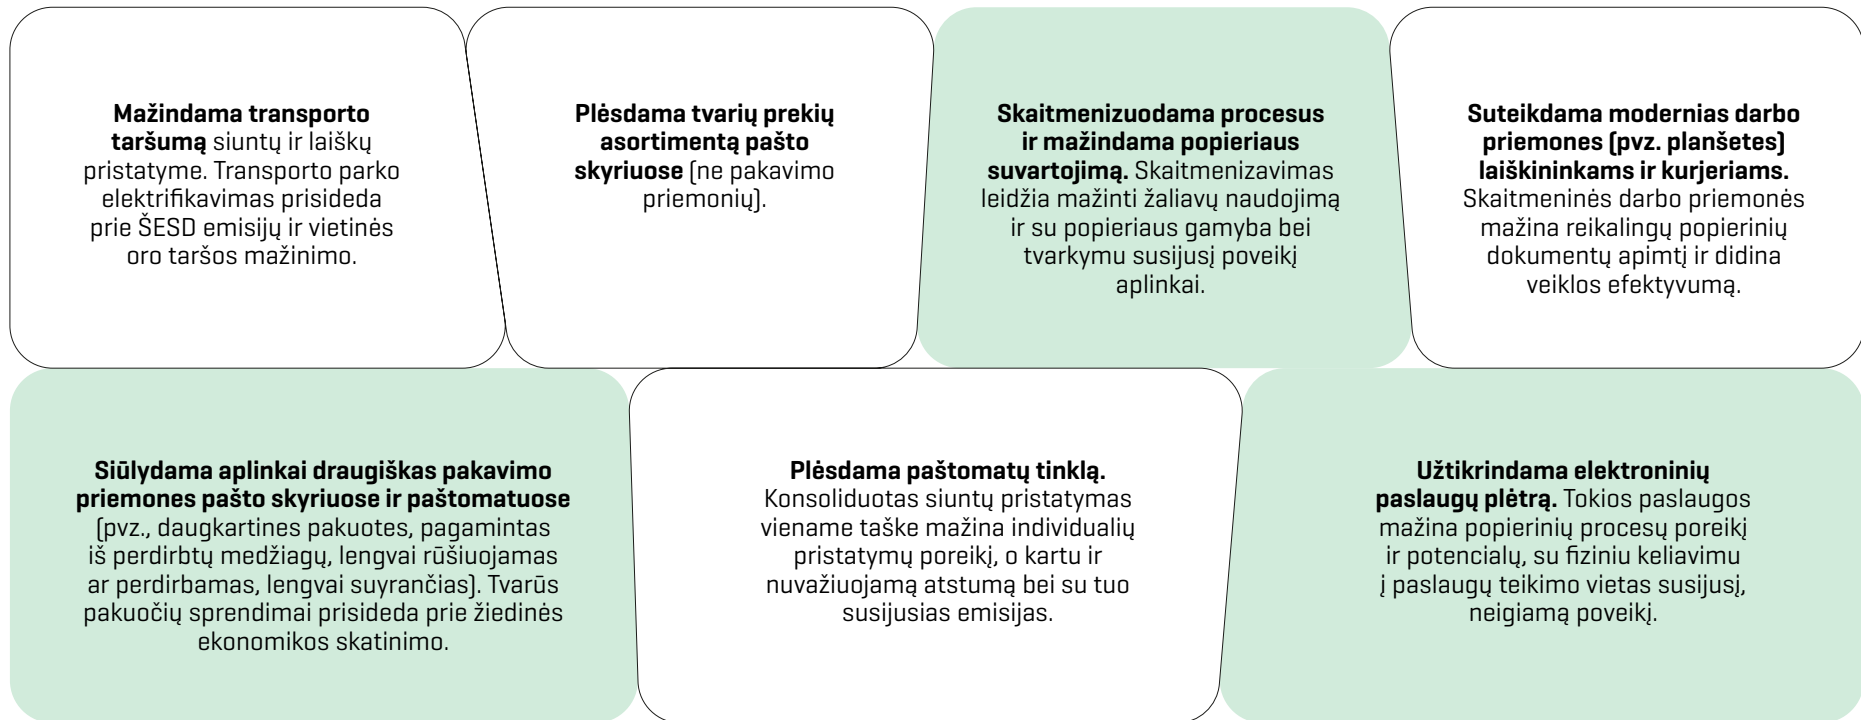 Mažindama transporto
taršumą siuntų ir laiškų
pristatyme. Transporto parko
elektrifikavimas prisideda
prie ŠESD emisijų ir vietinės
oro taršos mažinimo.
Plėsdama tvarių prekių
asortimentą pašto
skyriuose (ne pakavimo
priemonių).
Skaitmenizuodama procesus
ir mažindama popieriaus
suvartojimą. Skaitmenizavimas
leidžia mažinti žaliavų naudojimą
ir su popieriaus gamyba bei
tvarkymu susijusį poveikį
aplinkai.
Suteikdama modernias darbo
priemones (pvz. planšetes)
laiškininkams ir kurjeriams.
Skaitmeninės darbo priemonės
mažina reikalingų popierinių
dokumentų apimtį ir didina
veiklos efektyvumą.
Siūlydama aplinkai draugiškas pakavimo
priemones pašto skyriuose ir paštomatuose
(pvz., daugkartines pakuotes, pagamintas
iš perdirbtų medžiagų, lengvai rūšiuojamas
ar perdirbamas, lengvai suyrančias). Tvarūs
pakuočių sprendimai prisideda prie žiedinės
ekonomikos skatinimo.
Plėsdama paštomatų tinklą.
Konsoliduotas siuntų pristatymas
viename taške mažina individualių
pristatymų poreikį, o kartu ir
nuvažiuojamą atstumą bei su tuo
susijusias emisijas.
Užtikrindama elektroninių
paslaugų plėtrą. Tokios paslaugos
mažina popierinių procesų poreikį
ir potencialų, su fiziniu keliavimu
į paslaugų teikimo vietas susijusį,
neigiamą poveikį.